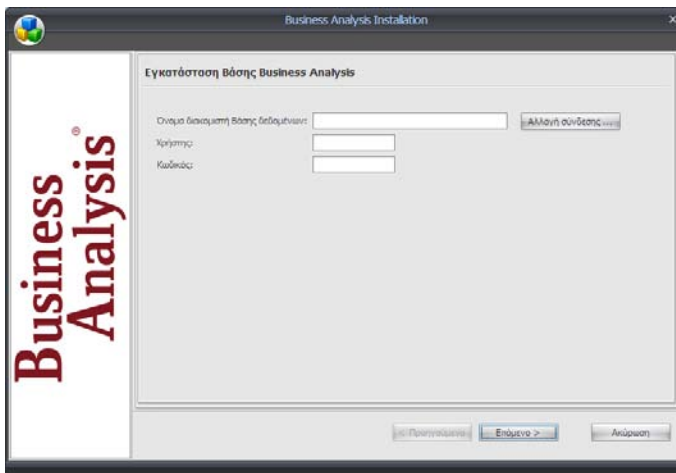 Business Analysis Installation
Εγκατάσταση Βάσης Business Analysis
Όνομα διακομιστή Βάσης δεδομένων:
Αλλαγή σύνδεσης ....
Χρήστης:
Κωδικός:
Business
Analysis®
< Προηγούμενο
Επόμενο >
Ακύρωση